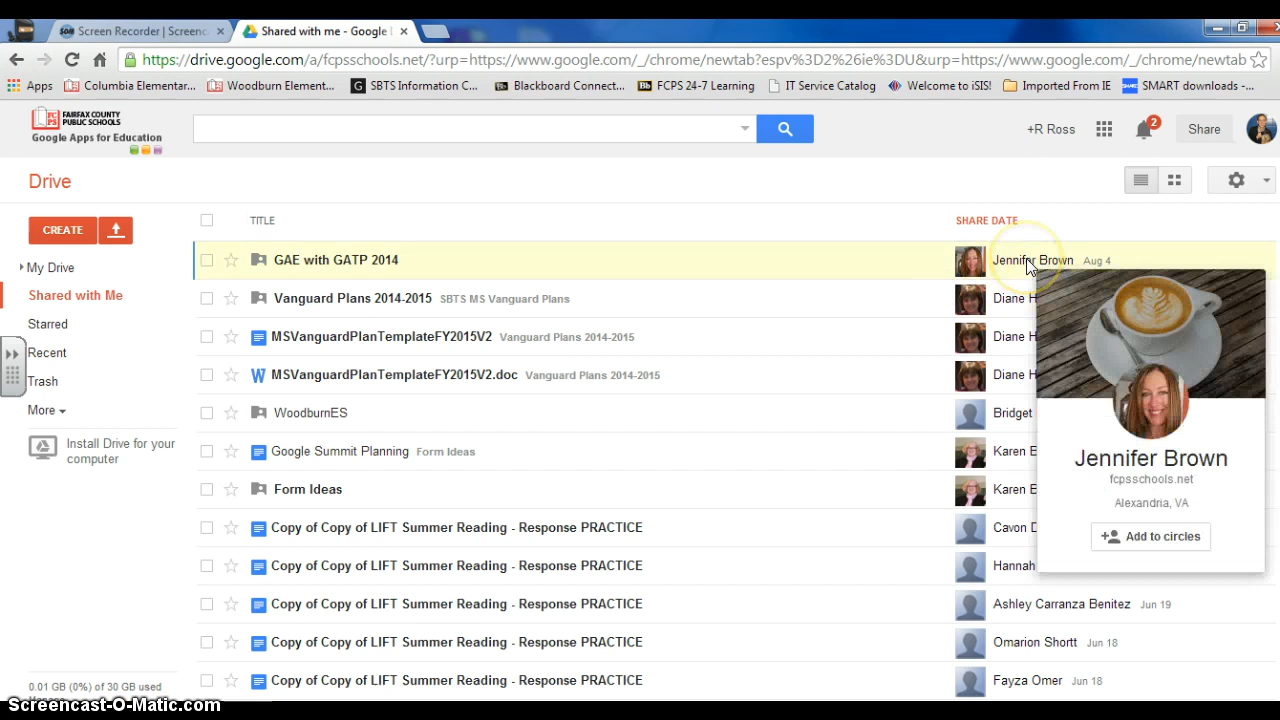 Screen Recorder | Screenc
Shared with me - Google
https://drive.google.com/a/fcpsschools.net/?urp=https://www.google.com/_/chrome/newtab?espv%3D2%26ie%3DU&urp=https://www.google.com/_/chrome/newtab
Apps
Columbia Elementar...
Woodburn Element...
SBTS Information C...
Blackboard Connect...
FCPS 24-7 Learning
IT Service Catalog
Welcome to iSIS!
Imported From IE
SMART downloads -...
FAIRFAX COUNTY
PUBLIC SCHOOLS
Google Apps for Education
+R Ross
2
Share
Drive
CREATE
My Drive
Shared with Me
Starred
Recent
Trash
More
Install Drive for your
computer
0.01 GB (0%) of 30 GB used
TITLE SHARE DATE
GAE with GATP 2014 Jennifer Brown Aug 4
Vanguard Plans 2014-2015 SBTS MS Vanguard Plans Diane H
MSVanguardPlanTemplateFY2015V2 Vanguard Plans 2014-2015 Diane H
MSVanguardPlanTemplateFY2015V2.doc Vanguard Plans 2014-2015 Diane H
WoodburnES Bridget
Google Summit Planning Form Ideas Karen E
Form Ideas Karen E
Copy of Copy of LIFT Summer Reading - Response PRACTICE Cavon D
Copy of Copy of LIFT Summer Reading - Response PRACTICE Hannah
Copy of Copy of LIFT Summer Reading - Response PRACTICE Ashley Carranza Benitez Jun 19
Copy of Copy of LIFT Summer Reading - Response PRACTICE Omarion Shortt Jun 18
Copy of Copy of LIFT Summer Reading - Response PRACTICE Fayza Omer Jun 18
Jennifer Brown
fcpsschools.net
Alexandria, VA
Add to circles
Screencast-O-Matic.com